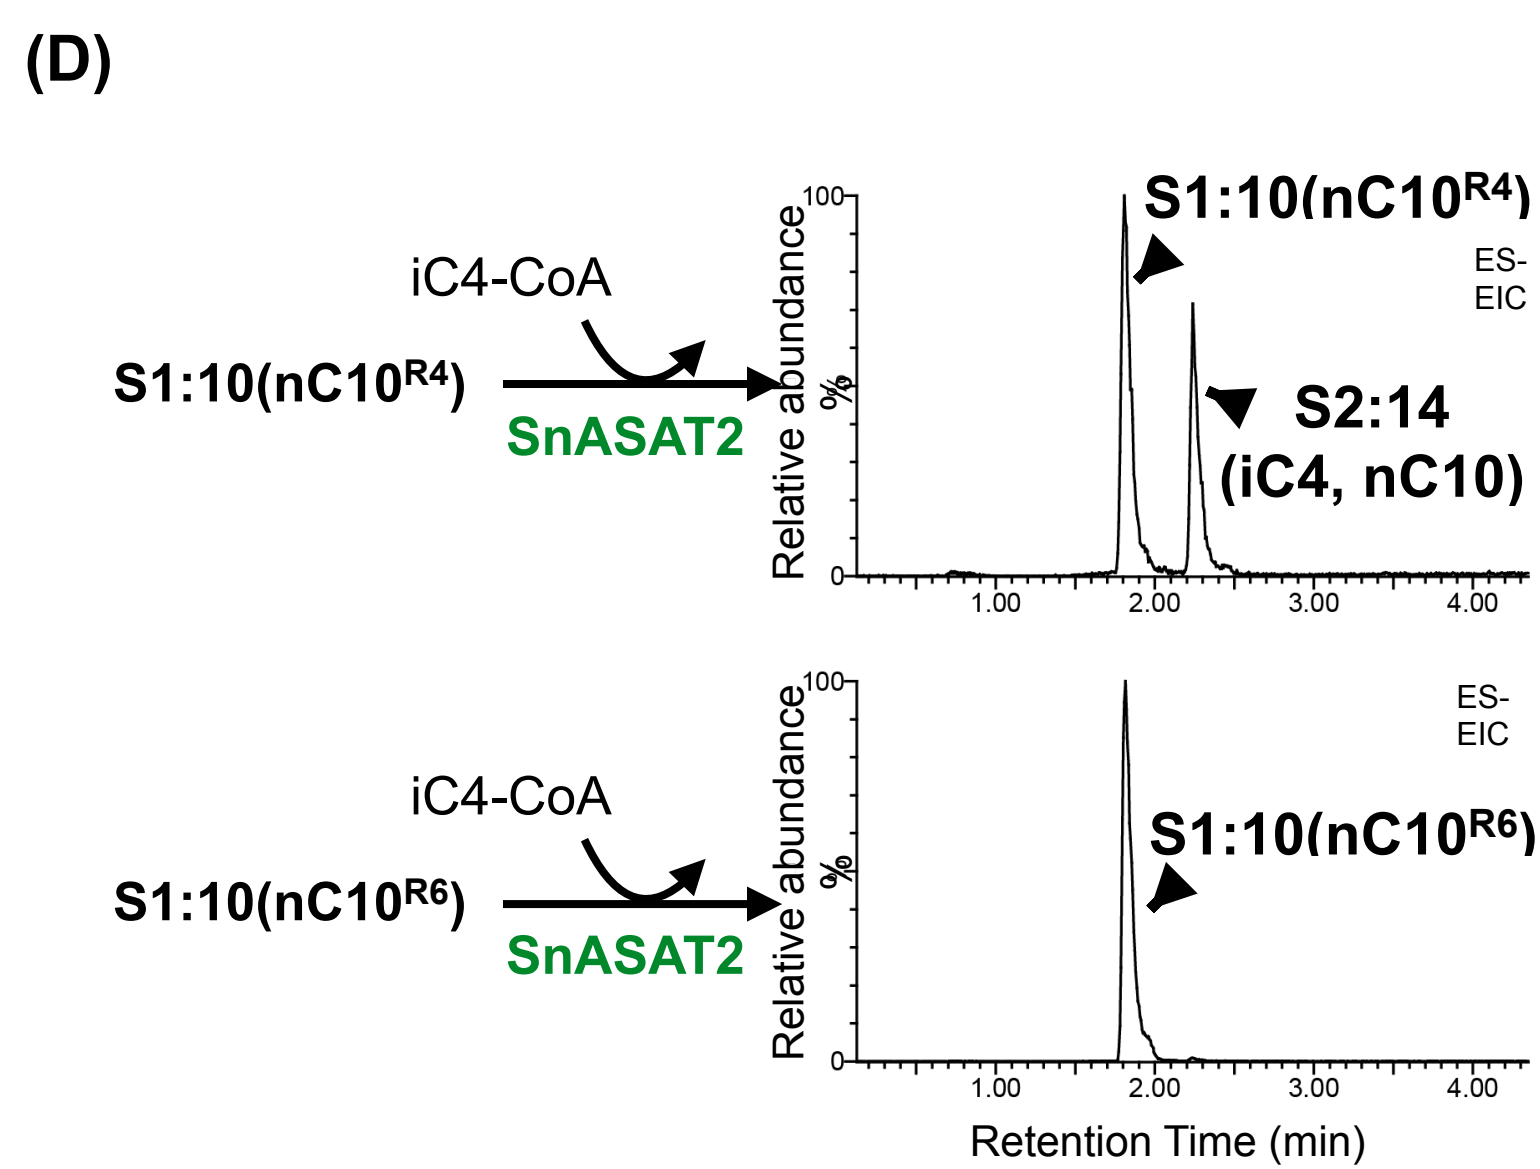 (D)
iC4-CoA
S1:10(nC10R4)
SnASAT2
Relative abundance
%
100
0
S1:10(nC10R4)
ES-
EIC
S2:14
(iC4, nC10)
1.00 2.00 3.00 4.00
iC4-CoA
S1:10(nC10R6)
SnASAT2
Relative abundance
%
100
0
ES-
EIC
S1:10(nC10R6)
1.00 2.00 3.00 4.00
Retention Time (min)